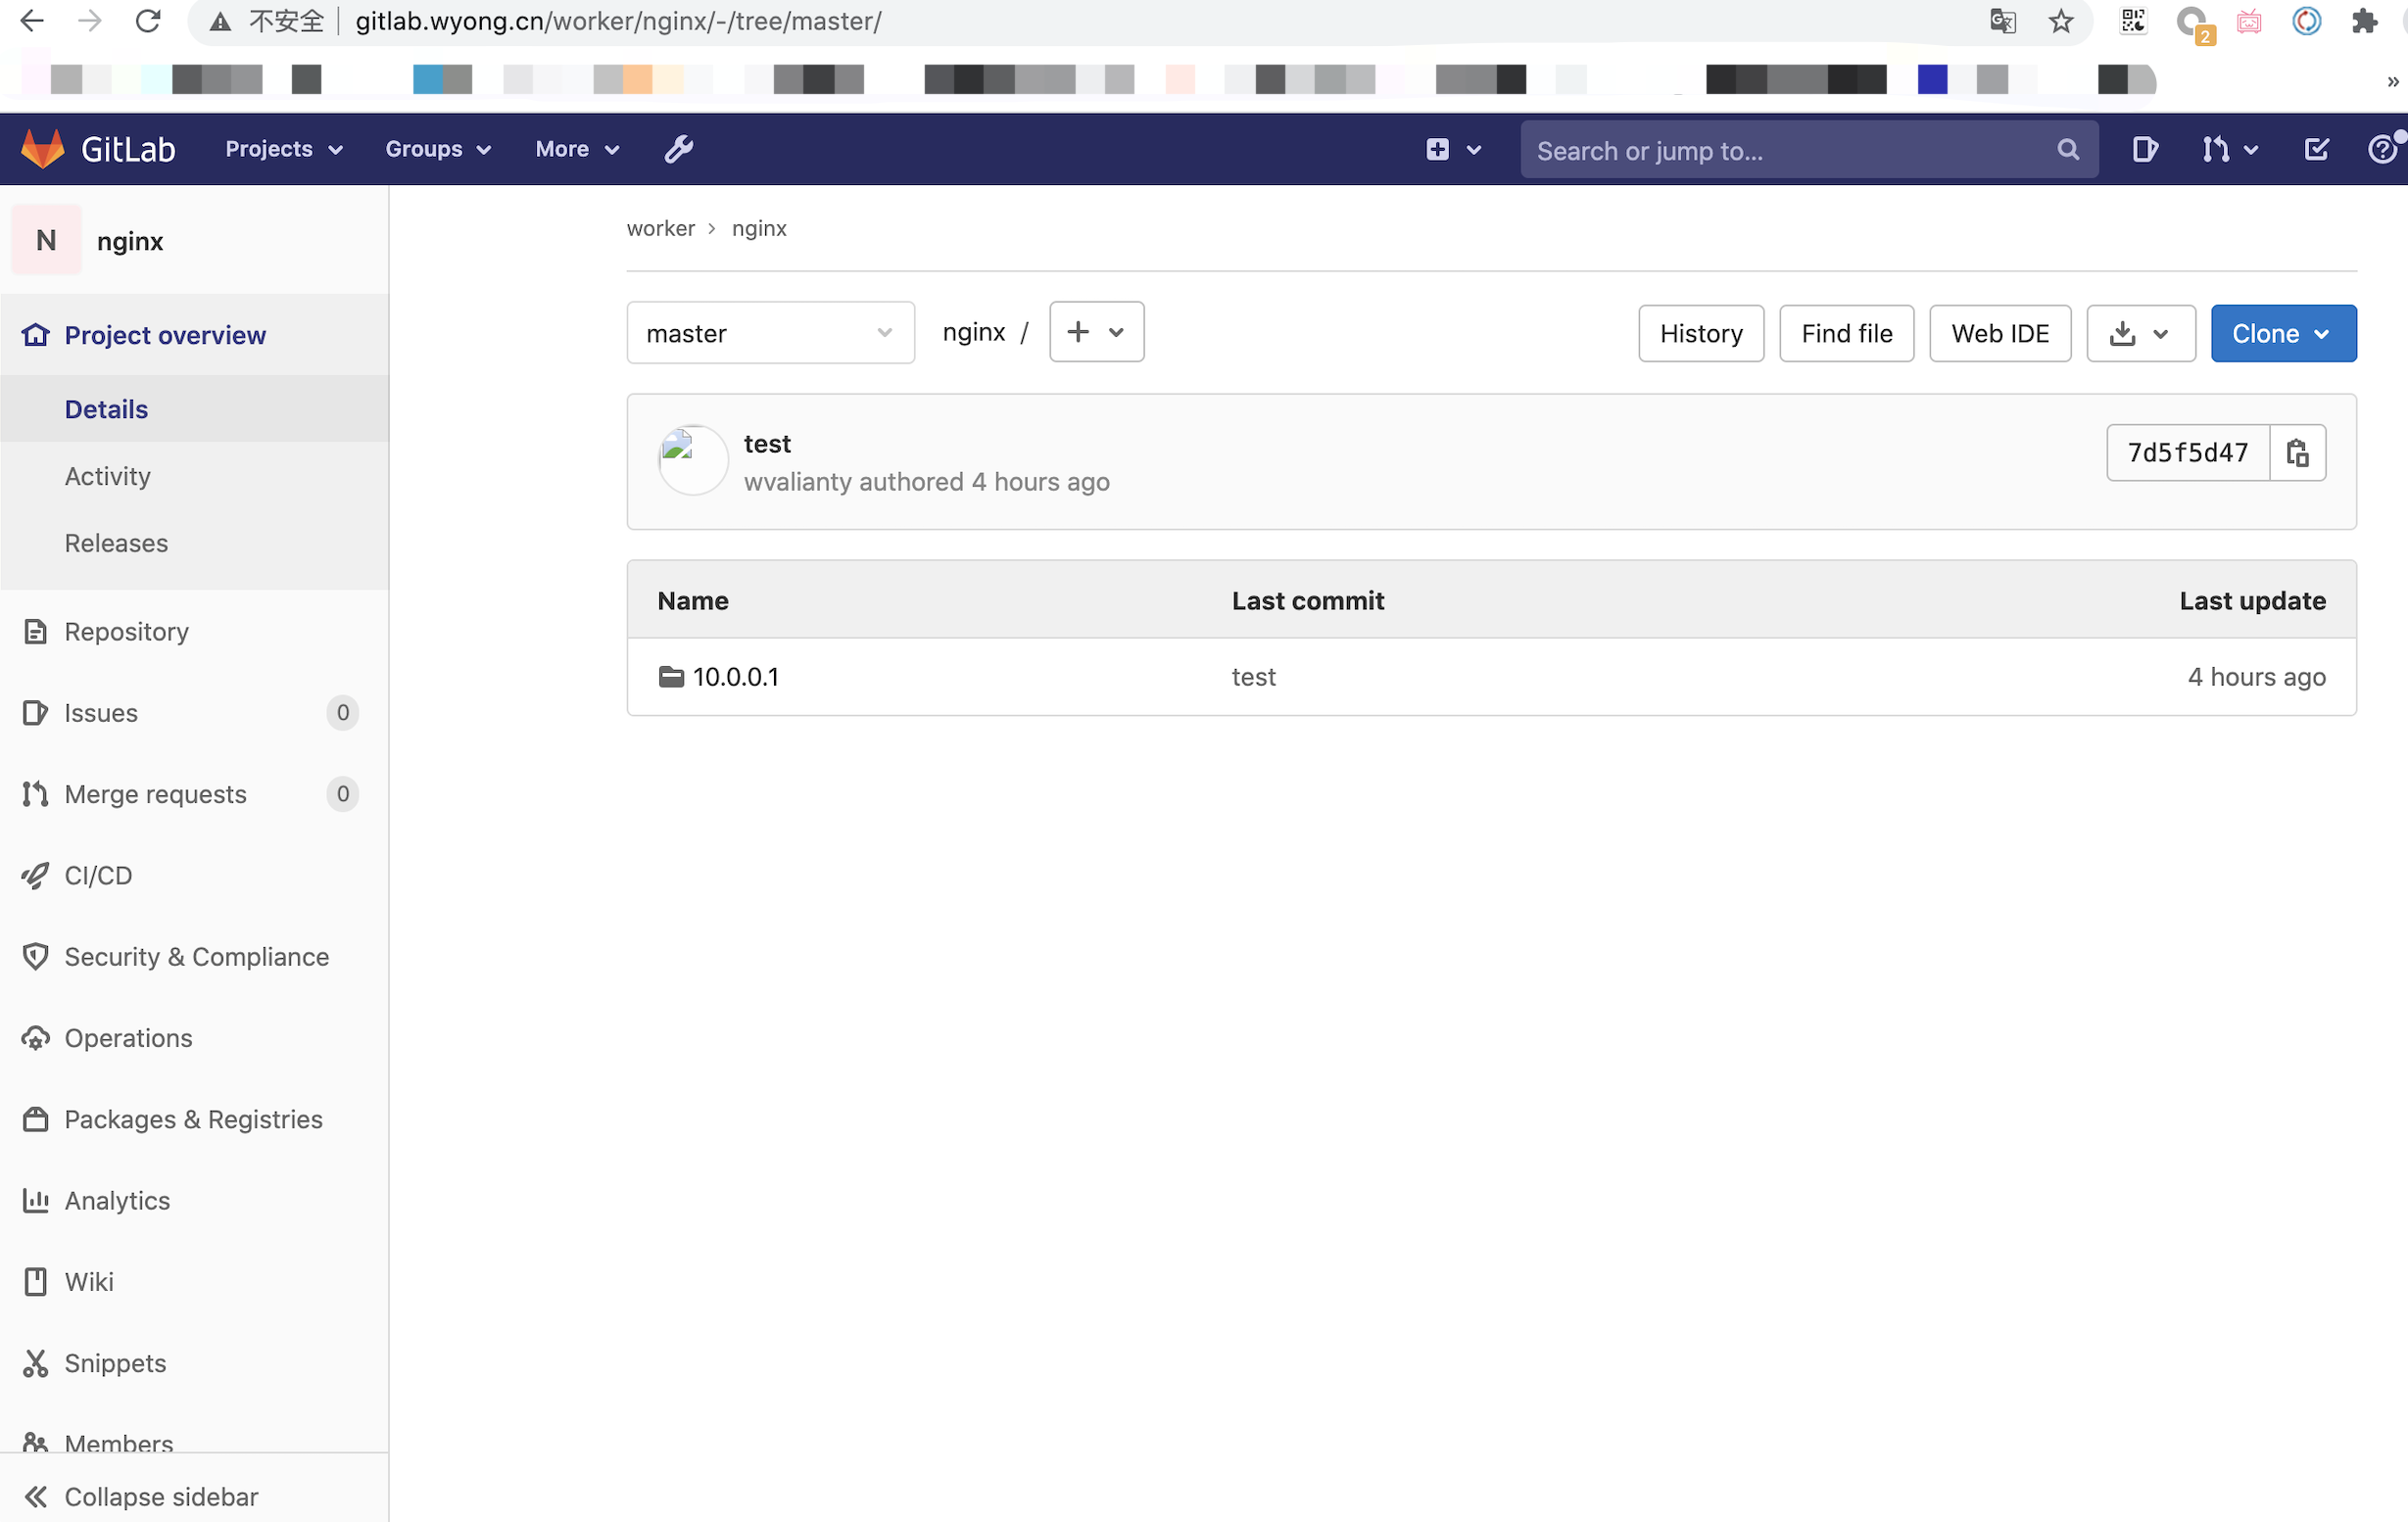 不安全 gitlab.wyong.cn/worker/nginx/-/tree/master/
2
»
GitLab Projects Groups More Search or jump to...
N nginx
worker > nginx
Project overview
master nginx / + History Find file Web IDE Clone
Details
test
wvalianty authored 4 hours ago
7d5f5d47
Activity
Releases
Name Last commit Last update
10.0.0.1 test 4 hours ago
Repository
Issues 0
Merge requests 0
CI/CD
Security & Compliance
Operations
Packages & Registries
Analytics
Wiki
Snippets
Members
Collapse sidebar